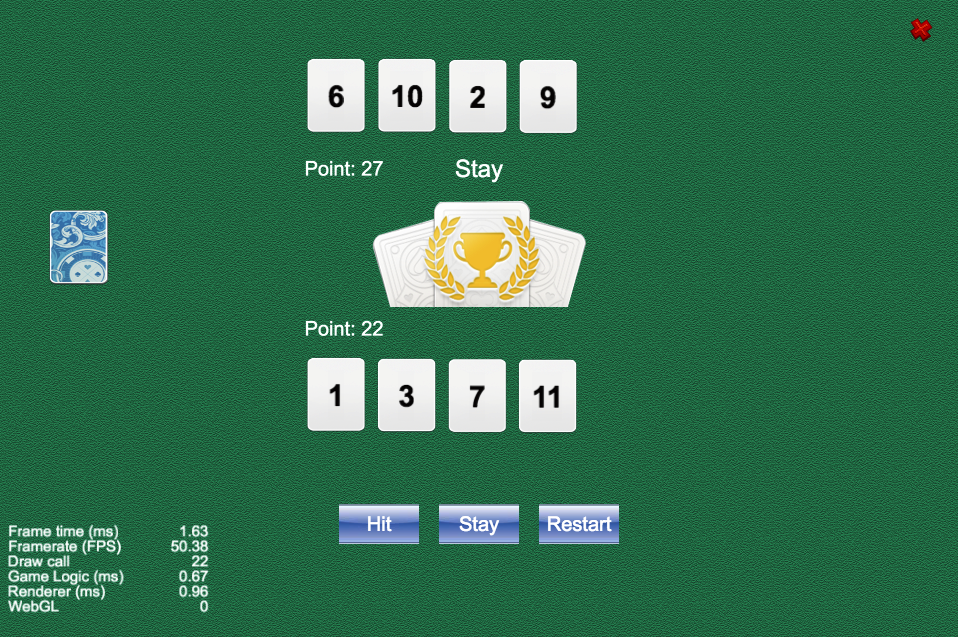 6 10 2 9
Point: 27 Stay
Point: 22
1 3 7 11
Hit Stay Restart
Frame time (ms) 1.63
Framerate (FPS) 50.38
Draw call 22
Game Logic (ms) 0.67
Renderer (ms) 0.96
WebGL 0